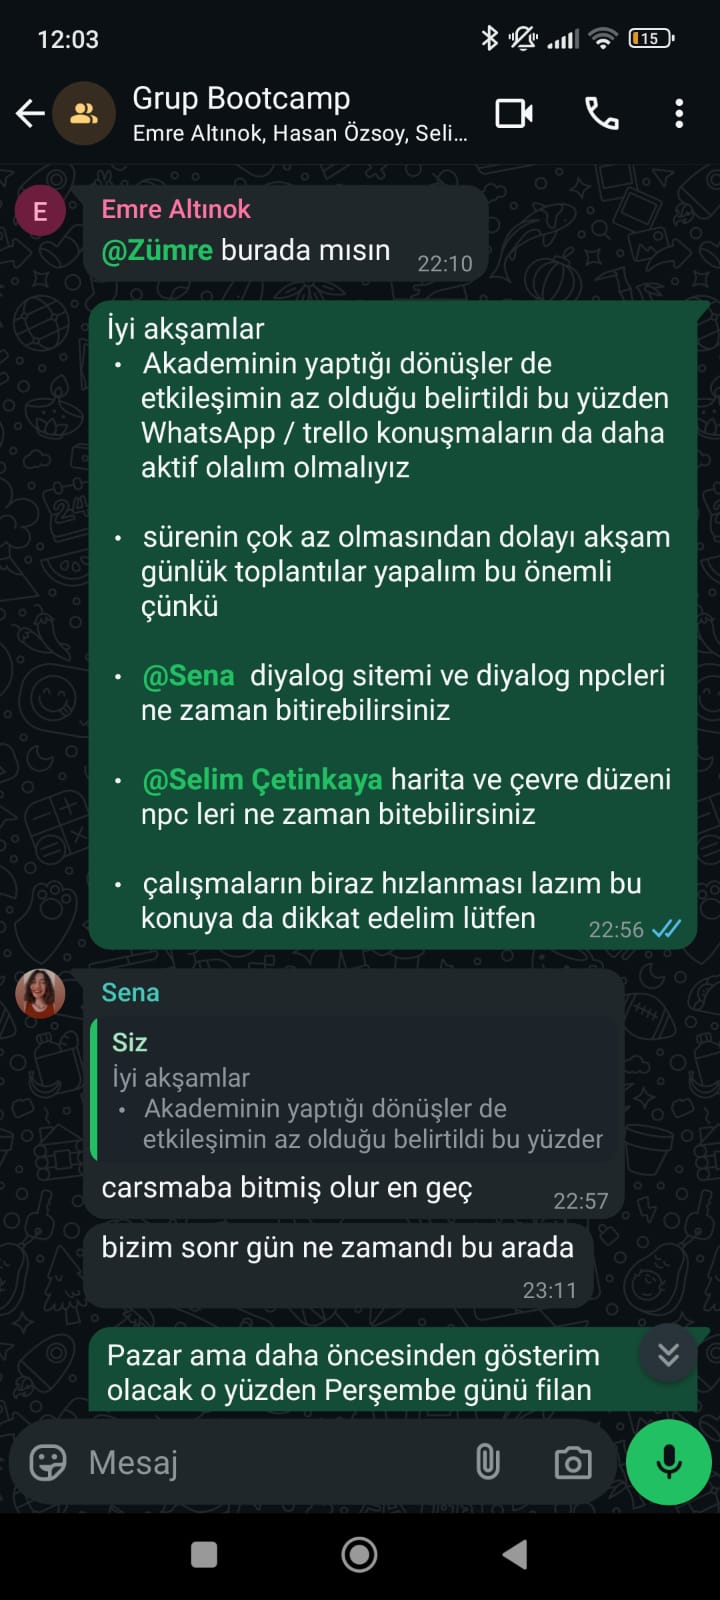 12:03
15
Grup Bootcamp
Emre Altınok, Hasan Özsoy, Seli...
E
Emre Altınok
@Zümre burada mısın
22:10
İyi akşamlar
• Akademinin yaptığı dönüşler de
etkileşimin az olduğu belirtildi bu yüzden
WhatsApp / trello konuşmaların da daha
aktif olalım olmalıyız
• sürenin çok az olmasından dolayı akşam
günlük toplantılar yapalım bu önemli
çünkü
• @Sena diyalog sitemi ve diyalog npcleri
ne zaman bitirebilirsiniz
• @Selim Çetinkaya harita ve çevre düzeni
npc leri ne zaman bitebilirsiniz
• çalışmaların biraz hızlanması lazım bu
konuya da dikkat edelim lütfen
22:56
Sena
Siz
İyi akşamlar
• Akademinin yaptığı dönüşler de
etkileşimin az olduğu belirtildi bu yüzder
carsmaba bitmiş olur en geç
22:57
bizim sonr gün ne zamandı bu arada
23:11
Pazar ama daha öncesinden gösterim
olacak o yüzden Perşembe günü filan
Mesaj